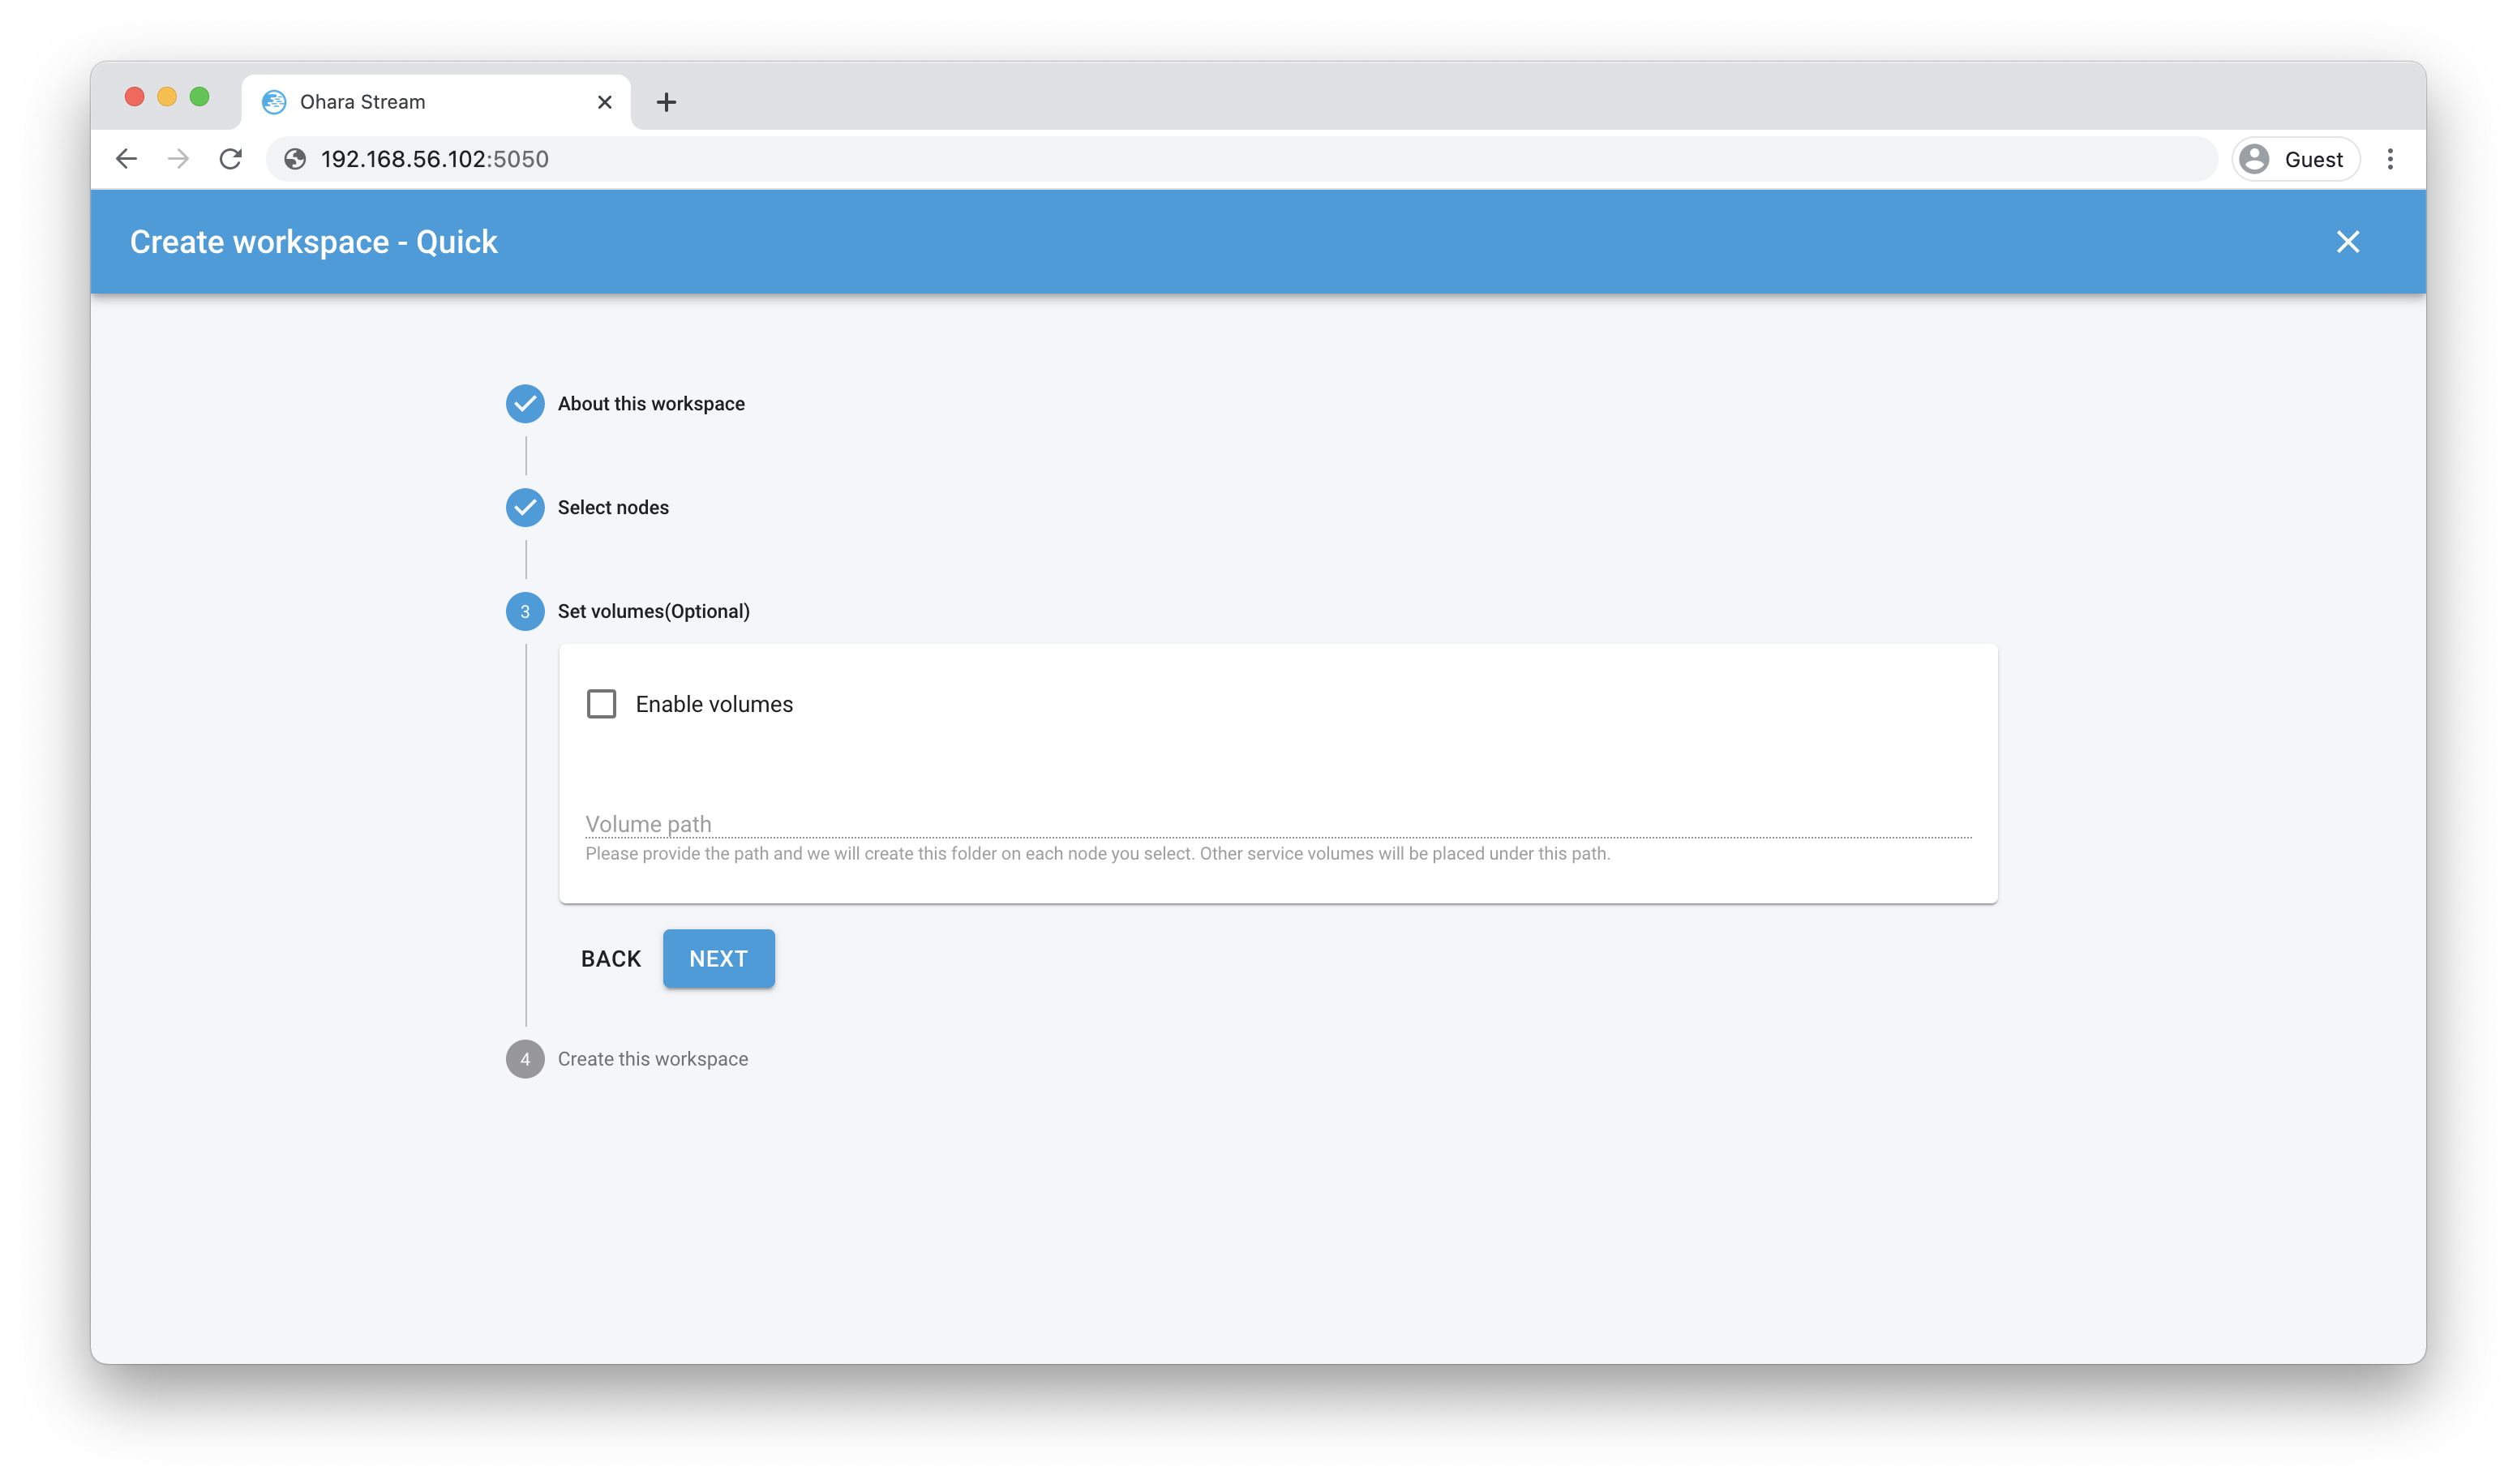 Ohara Stream
192.168.56.102:5050
Guest
Create workspace - Quick
About this workspace
Select nodes
3 Set volumes(Optional)
Enable volumes
Volume path
Please provide the path and we will create this folder on each node you select. Other service volumes will be placed under this path.
BACK NEXT
4 Create this workspace